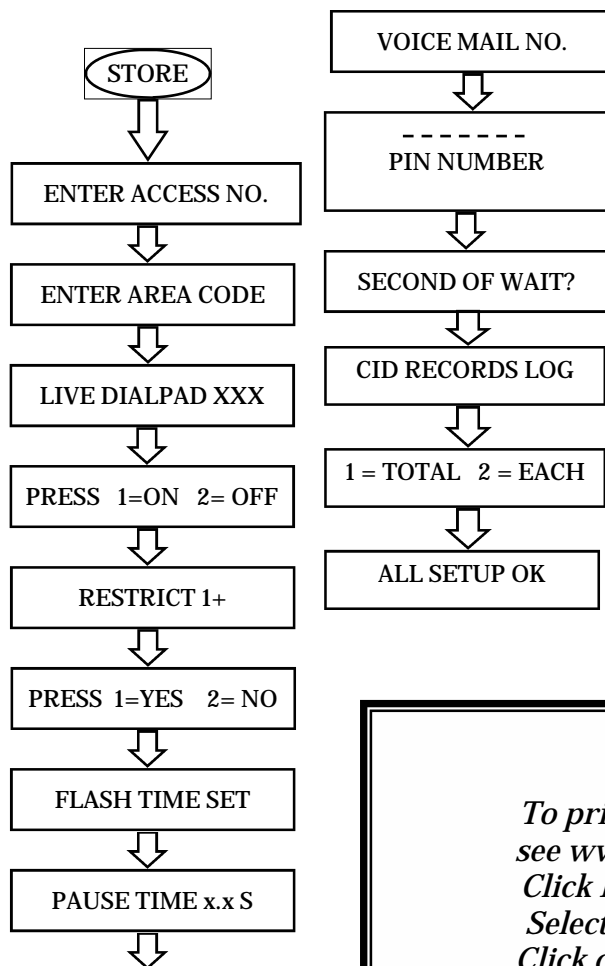 STORE
ENTER ACCESS NO.
ENTER AREA CODE
LIVE DIALPAD XXX
PRESS 1=ON 2= OFF
RESTRICT 1+
PRESS 1=YES 2= NO
FLASH TIME SET
PAUSE TIME x.x S
VOICE MAIL NO.
_ _ _ _ _ _ _
PIN NUMBER
SECOND OF WAIT?
CID RECORDS LOG
1 = TOTAL 2 = EACH
ALL SETUP OK
To
see
Click
Select
Click